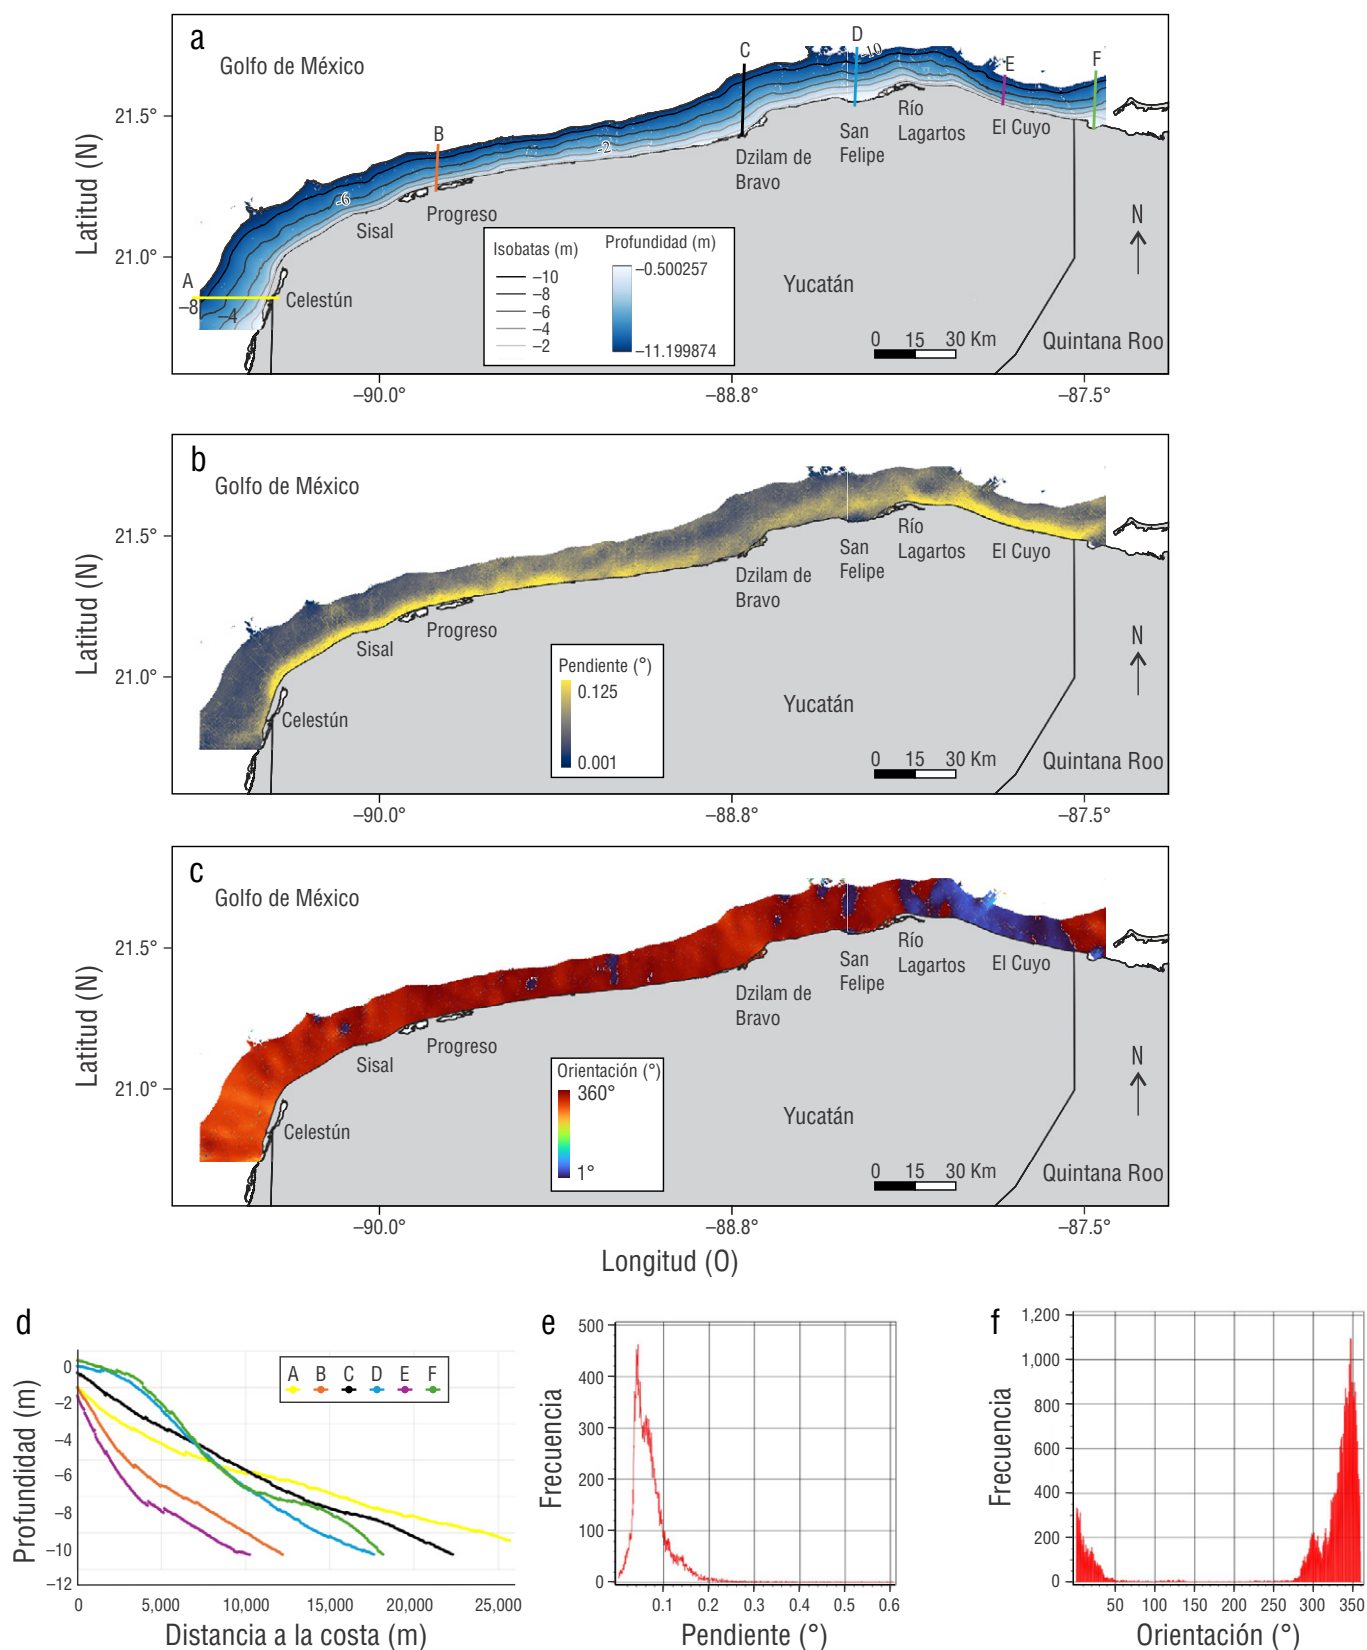 a
Golfo de México
A
B
C
D
E
F
–10
–2
–6
–8
–4
Celestún
Sisal
Progreso
Dzilam de
Bravo
San
Felipe
Río
Lagartos
El Cuyo
Yucatán
Quintana Roo
N
Isobatas (m)
–10
–8
–6
–4
–2
Profundidad (m)
–0.500257
–11.199874
0 15 30 Km
21.5°
21.0°
Latitud (N)
–90.0°
–88.8°
–87.5°
b
Golfo de México
Celestún
Sisal
Progreso
Dzilam de
Bravo
San
Felipe
Río
Lagartos
El Cuyo
Yucatán
Quintana Roo
N
Pendiente (°)
0.125
0.001
0 15 30 Km
21.5°
21.0°
Latitud (N)
–90.0°
–88.8°
–87.5°
c
Golfo de México
Celestún
Sisal
Progreso
Dzilam de
Bravo
San
Felipe
Río
Lagartos
El Cuyo
Yucatán
Quintana Roo
N
Orientación (°)
360°
1°
0 15 30 Km
21.5°
21.0°
Latitud (N)
–90.0°
–88.8°
–87.5°
Longitud (O)
d
A B C D E F
0
–2
–4
–6
–8
–10
–12
Profundidad (m)
0 5,000 10,000 15,000 20,000 25,000
Distancia a la costa (m)
e
500
400
300
200
100
0
Frecuencia
0.1 0.2 0.3 0.4 0.5 0.6
Pendiente (°)
f
1,200
1,000
800
600
400
200
0
Frecuencia
50 100 150 200 250 300 350
Orientación (°)